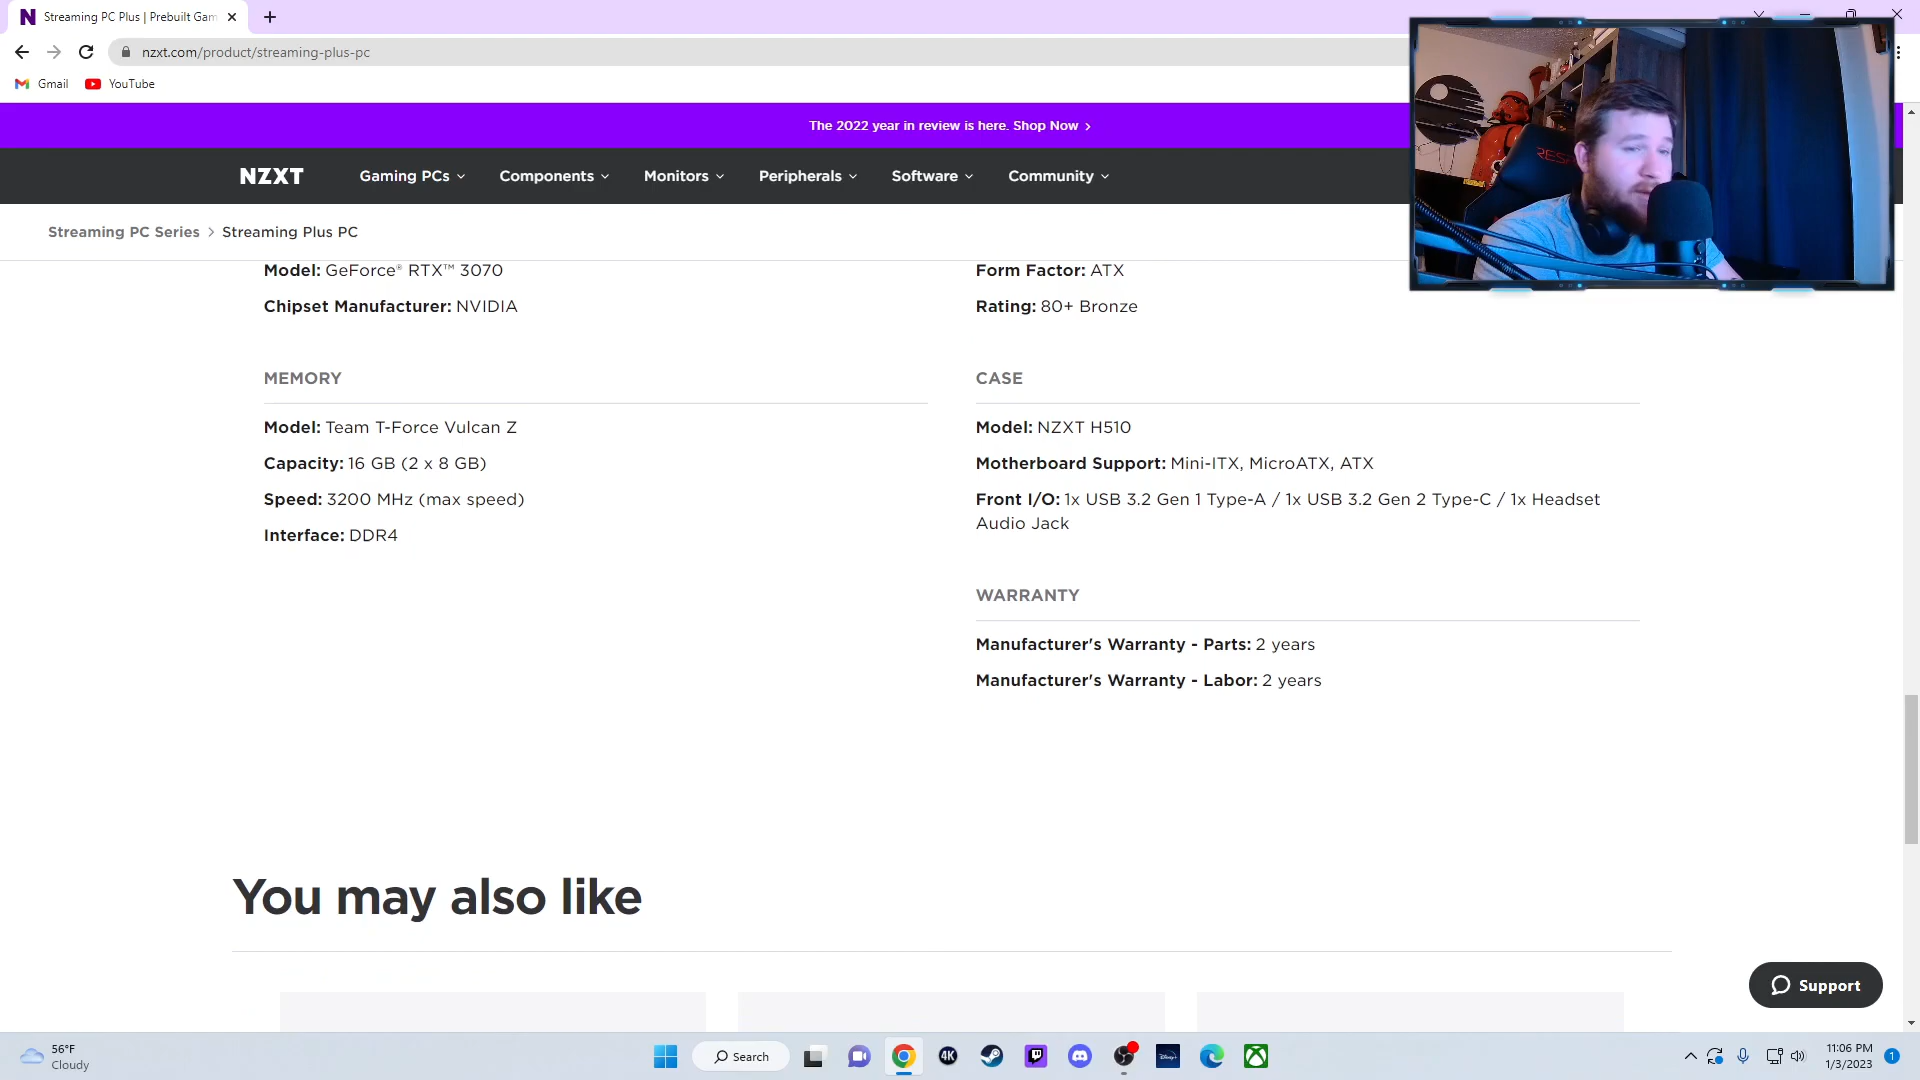 Streaming PC Plus | Prebuilt Gam
nzxt.com/product/streaming-plus-pc
Gmail
YouTube
The 2022 year in review is here. Shop Now
NZXT
Gaming PCs
Components
Monitors
Peripherals
Software
Community
Streaming PC Series > Streaming Plus PC
Model: GeForce® RTX™ 3070
Chipset Manufacturer: NVIDIA
Form Factor: ATX
Rating: 80+ Bronze
MEMORY
Model: Team T-Force Vulcan Z
Capacity: 16 GB (2 x 8 GB)
Speed: 3200 MHz (max speed)
Interface: DDR4
CASE
Model: NZXT H510
Motherboard Support: Mini-ITX, MicroATX, ATX
Front I/O: 1x USB 3.2 Gen 1 Type-A / 1x USB 3.2 Gen 2 Type-C / 1x Headset
Audio Jack
WARRANTY
Manufacturer's Warranty - Parts: 2 years
Manufacturer's Warranty - Labor: 2 years
You may also like
Support
56°F
Cloudy
Search
4K
Disney+
11:06 PM
1/3/2023
1